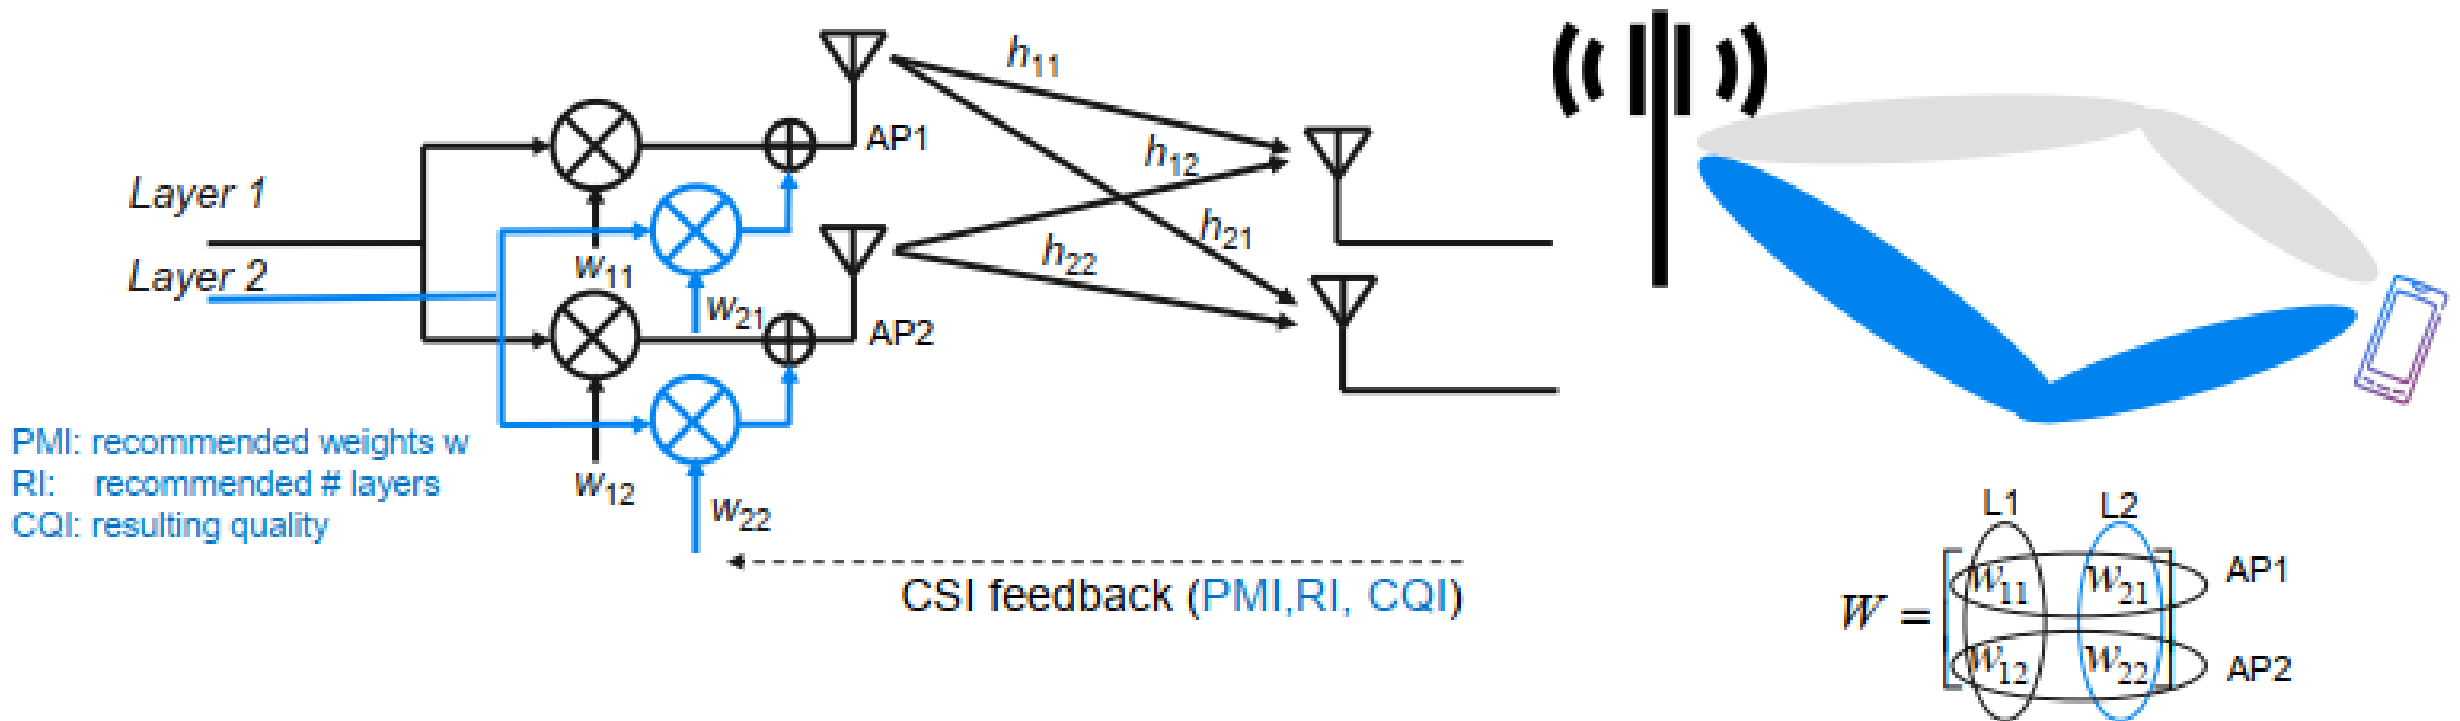 h11
AP1
h12
Layer 1
h21
w11
h22
Layer 2
w21
AP2
PMI: recommended weights w
RI: recommended # layers
w12
CQI: resulting quality
w22
CSI feedback (PMI,RI, CQI)
L1 L2
W = [ w11 w21 ] AP1
w12 w22 AP2